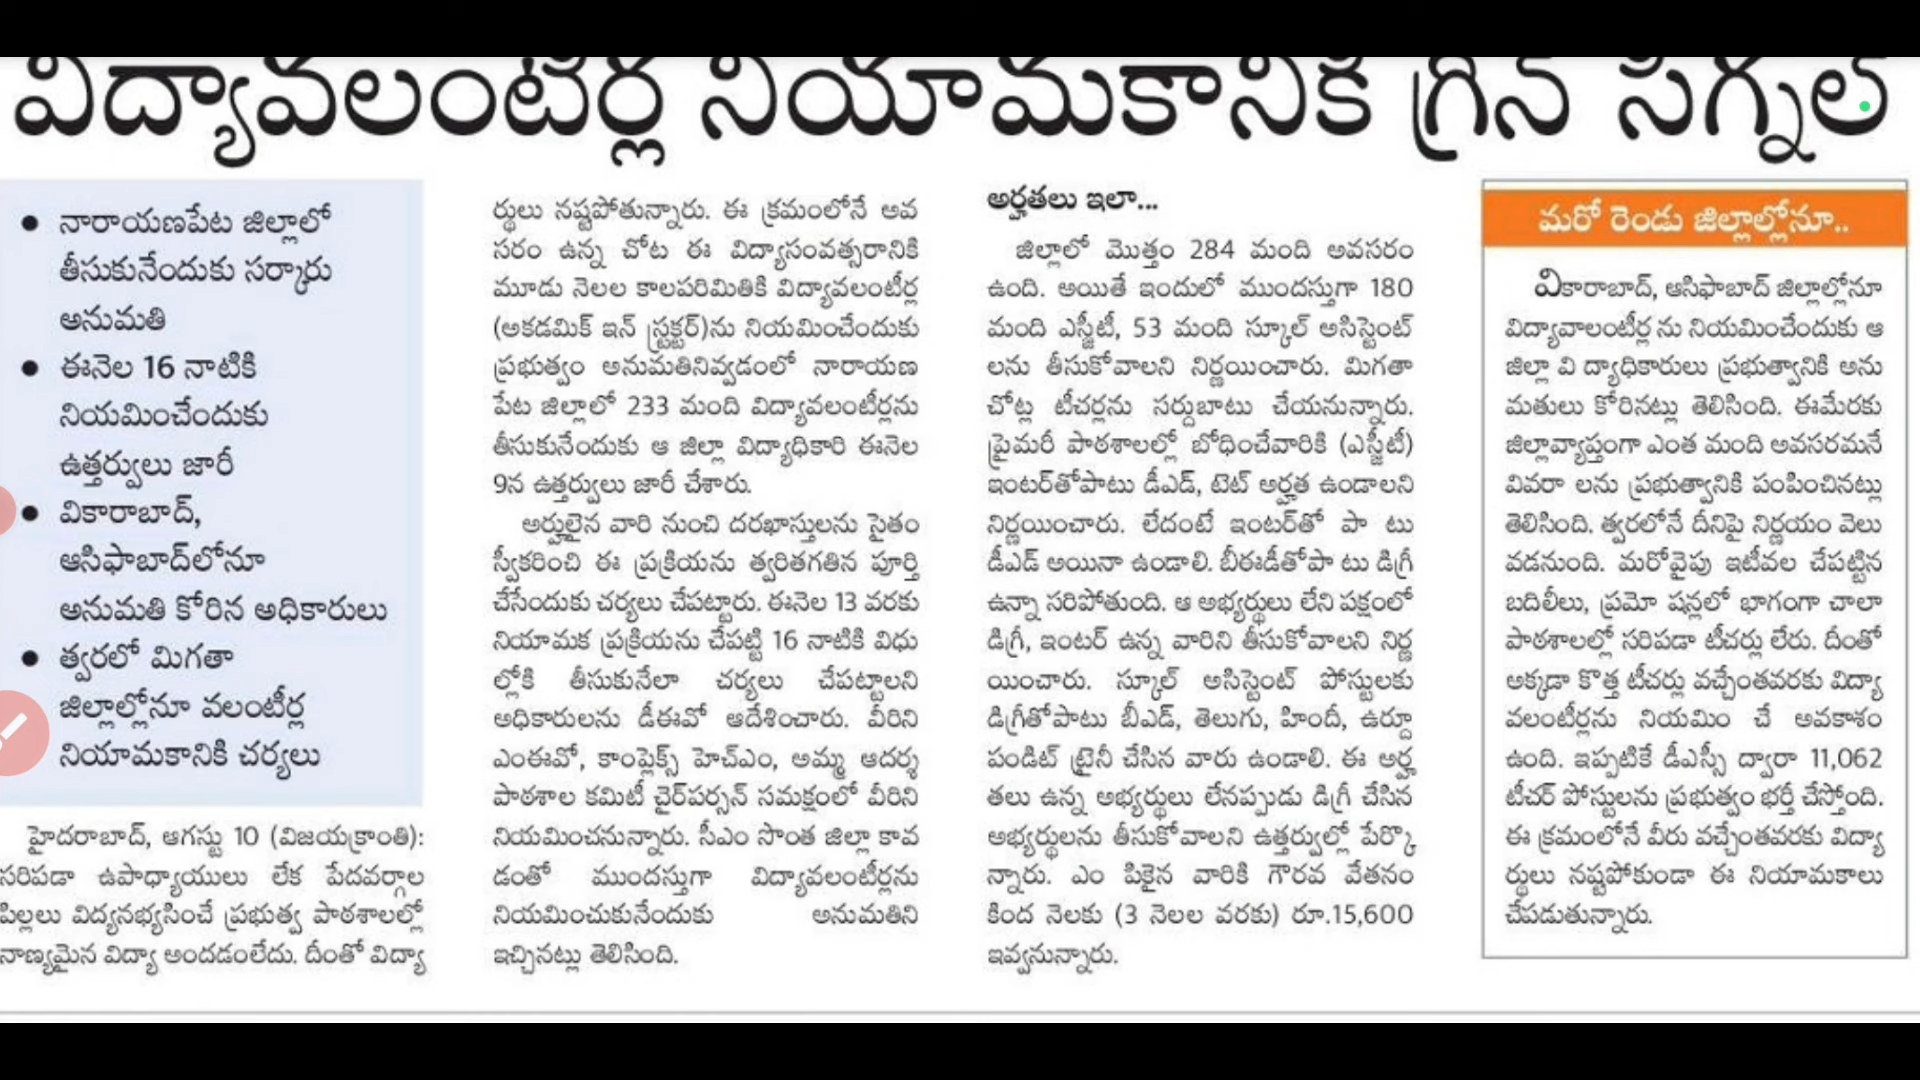 విద్యావలంటీర్ల నియామకానికి గ్రీన్ సిగ్నల్
• నారాయణపేట జిల్లాలో
తీసుకునేందుకు సర్కారు
అనుమతి
• ఈనెల 16 నాటికి
నియమించేందుకు
ఉత్తర్వులు జారీ
• వికారాబాద్,
ఆసిఫాబాద్‌లోనూ
అనుమతి కోరిన అధికారులు
• త్వరలో మిగతా
జిల్లాల్లోనూ వలంటీర్ల
నియామకానికి చర్యలు
హైదరాబాద్, ఆగస్టు 10 (విజయక్రాంతి):
సరిపడా ఉపాధ్యాయులు లేక పేదవర్గాల
పిల్లలు విద్యనభ్యసించే ప్రభుత్వ పాఠశాలల్లో
నాణ్యమైన విద్యా అందడంలేదు. దీంతో విద్యా
ర్థులు నష్టపోతున్నారు. ఈ క్రమంలోనే అవ
సరం ఉన్న చోట ఈ విద్యాసంవత్సరానికి
మూడు నెలల కాలపరిమితికి విద్యావలంటీర్ల
(అకడమిక్ ఇన్ స్ట్రక్టర్)ను నియమించేందుకు
ప్రభుత్వం అనుమతినివ్వడంలో నారాయణ
పేట జిల్లాలో 233 మంది విద్యావలంటీర్లను
తీసుకునేందుకు ఆ జిల్లా విద్యాధికారి ఈనెల
9న ఉత్తర్వులు జారీ చేశారు.
అర్హులైన వారి నుంచి దరఖాస్తులను సైతం
స్వీకరించి ఈ ప్రక్రియను త్వరితగతిన పూర్తి
చేసేందుకు చర్యలు చేపట్టారు. ఈనెల 13 వరకు
నియామక ప్రక్రియను చేపట్టి 16 నాటికి విధు
ల్లోకి తీసుకునేలా చర్యలు చేపట్టాలని
అధికారులను డీఈవో ఆదేశించారు. వీరిని
ఎంఈవో, కాంప్లెక్స్ హెచ్ఎం, అమ్మ ఆదర్శ
పాఠశాల కమిటీ చైర్‌పర్సన్ సమక్షంలో వీరిని
నియమించనున్నారు. సీఎం సొంత జిల్లా కావ
డంతో ముందస్తుగా విద్యావలంటీర్లను
నియమించుకునేందుకు అనుమతిని
ఇచ్చినట్లు తెలిసింది.
అర్హతలు ఇలా...
జిల్లాలో మొత్తం 284 మంది అవసరం
ఉంది. అయితే ఇందులో ముందస్తుగా 180
మంది ఎస్జీటీ, 53 మంది స్కూల్ అసిస్టెంట్
లను తీసుకోవాలని నిర్ణయించారు. మిగతా
చోట్ల టీచర్లను సర్దుబాటు చేయనున్నారు.
ప్రైమరీ పాఠశాలల్లో బోధించేవారికి (ఎస్జీటీ)
ఇంటర్‌తోపాటు డీఎడ్, టెట్ అర్హత ఉండాలని
నిర్ణయించారు. లేదంటే ఇంటర్‌తో పా టు
డీఎడ్ అయినా ఉండాలి. బీఈడీతోపా టు డిగ్రీ
ఉన్నా సరిపోతుంది. ఆ అభ్యర్థులు లేని పక్షంలో
డిగ్రీ, ఇంటర్ ఉన్న వారిని తీసుకోవాలని నిర్ణ
యించారు. స్కూల్ అసిస్టెంట్ పోస్టులకు
డిగ్రీతోపాటు బీఎడ్, తెలుగు, హిందీ, ఉర్దూ
పండిట్ ట్రైనీ చేసిన వారు ఉండాలి. ఈ అర్హ
తలు ఉన్న అభ్యర్థులు లేనప్పుడు డిగ్రీ చేసిన
అభ్యర్థులను తీసుకోవాలని ఉత్తర్వుల్లో పేర్కొ
న్నారు. ఎం పికైన వారికి గౌరవ వేతనం
కింద నెలకు (3 నెలల వరకు) రూ.15,600
ఇవ్వనున్నారు.
మరో రెండు జిల్లాల్లోనూ..
వికారాబాద్, ఆసిఫాబాద్ జిల్లాల్లోనూ
విద్యావాలంటీర్ల ను నియమించేందుకు ఆ
జిల్లా వి ద్యాధికారులు ప్రభుత్వానికి అను
మతులు కోరినట్లు తెలిసింది. ఈమేరకు
జిల్లావ్యాప్తంగా ఎంత మంది అవసరమనే
వివరా లను ప్రభుత్వానికి పంపించినట్లు
తెలిసింది. త్వరలోనే దీనిపై నిర్ణయం వెలు
వడనుంది. మరోవైపు ఇటీవల చేపట్టిన
బదిలీలు, ప్రమో షన్లలో భాగంగా చాలా
పాఠశాలల్లో సరిపడా టీచర్లు లేరు. దీంతో
అక్కడా కొత్త టీచర్లు వచ్చేంతవరకు విద్యా
వలంటీర్లను నియమిం చే అవకాశం
ఉంది. ఇప్పటికే డీఎస్సీ ద్వారా 11,062
టీచర్ పోస్టులను ప్రభుత్వం భర్తీ చేస్తోంది.
ఈ క్రమంలోనే వీరు వచ్చేంతవరకు విద్యా
ర్థులు నష్టపోకుండా ఈ నియామకాలు
చేపడుతున్నారు.